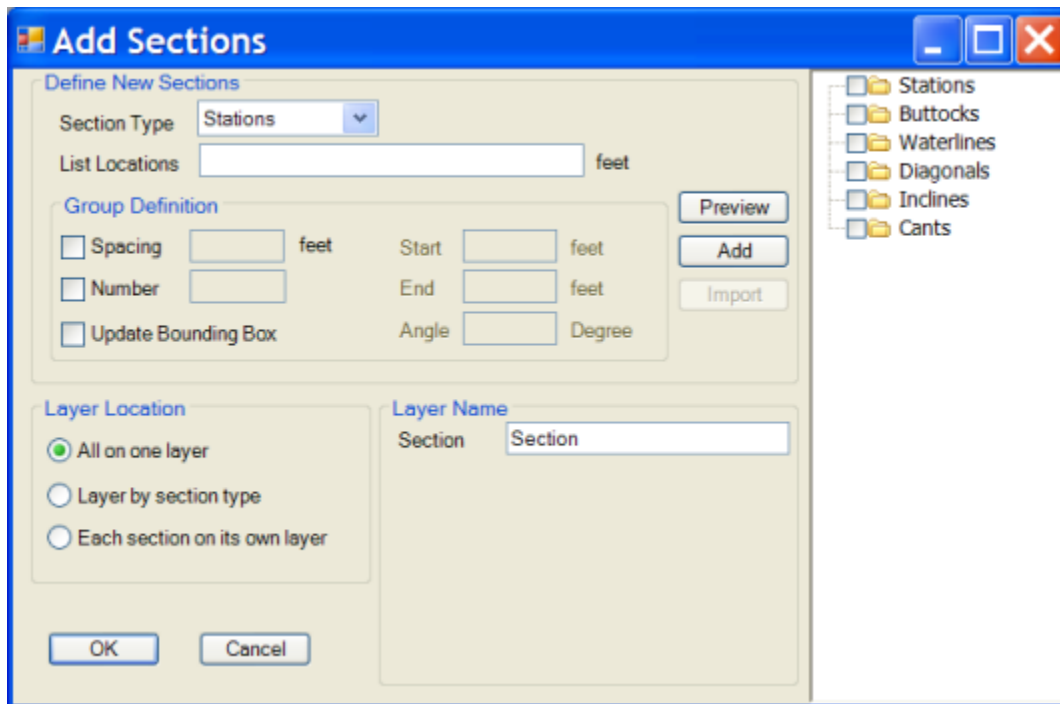 Add Sections
Define New Sections
Section Type Stations
List Locations feet
Group Definition
Spacing feet Start feet
Number End feet
Update Bounding Box Angle Degree
Preview
Add
Import
Layer Location
All on one layer
Layer by section type
Each section on its own layer
Layer Name
Section Section
OK Cancel
Stations
Buttocks
Waterlines
Diagonals
Inclines
Cants